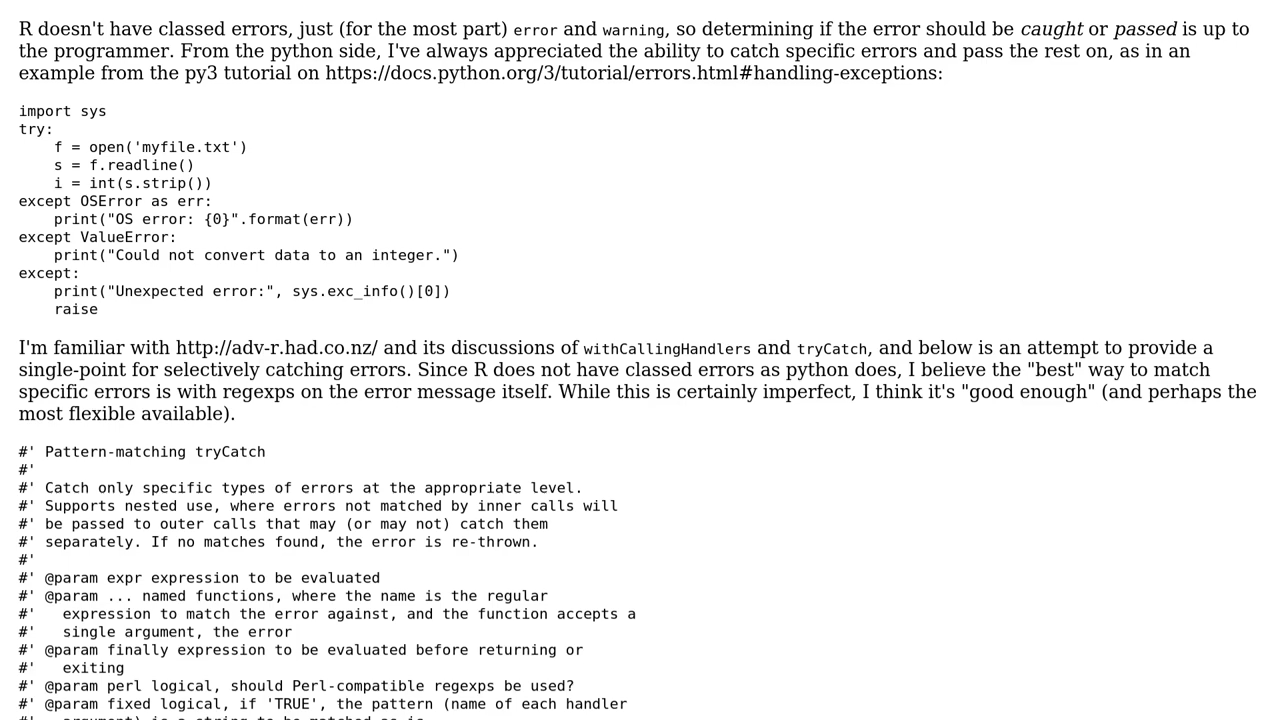 R doesn't have classed errors, just (for the most part) error and warning, so determining if the error should be caught or passed is up to
the programmer. From the python side, I've always appreciated the ability to catch specific errors and pass the rest on, as in an
example from the py3 tutorial on https://docs.python.org/3/tutorial/errors.html#handling-exceptions:
import sys
try:
    f = open('myfile.txt')
    s = f.readline()
    i = int(s.strip())
except OSError as err:
    print("OS error: {0}".format(err))
except ValueError:
    print("Could not convert data to an integer.")
except:
    print("Unexpected error:", sys.exc_info()[0])
    raise
I'm familiar with http://adv-r.had.co.nz/ and its discussions of withCallingHandlers and tryCatch, and below is an attempt to provide a
single-point for selectively catching errors. Since R does not have classed errors as python does, I believe the "best" way to match
specific errors is with regexps on the error message itself. While this is certainly imperfect, I think it's "good enough" (and perhaps the
most flexible available).
#' Pattern-matching tryCatch
#'
#' Catch only specific types of errors at the appropriate level.
#' Supports nested use, where errors not matched by inner calls will
#' be passed to outer calls that may (or may not) catch them
#' separately. If no matches found, the error is re-thrown.
#'
#' @param expr expression to be evaluated
#' @param ... named functions, where the name is the regular
#'   expression to match the error against, and the function accepts a
#'   single argument, the error
#' @param finally expression to be evaluated before returning or
#'   exiting
#' @param perl logical, should Perl-compatible regexps be used?
#' @param fixed logical, if 'TRUE', the pattern (name of each handler
#'   argument) is a string to be matched as is